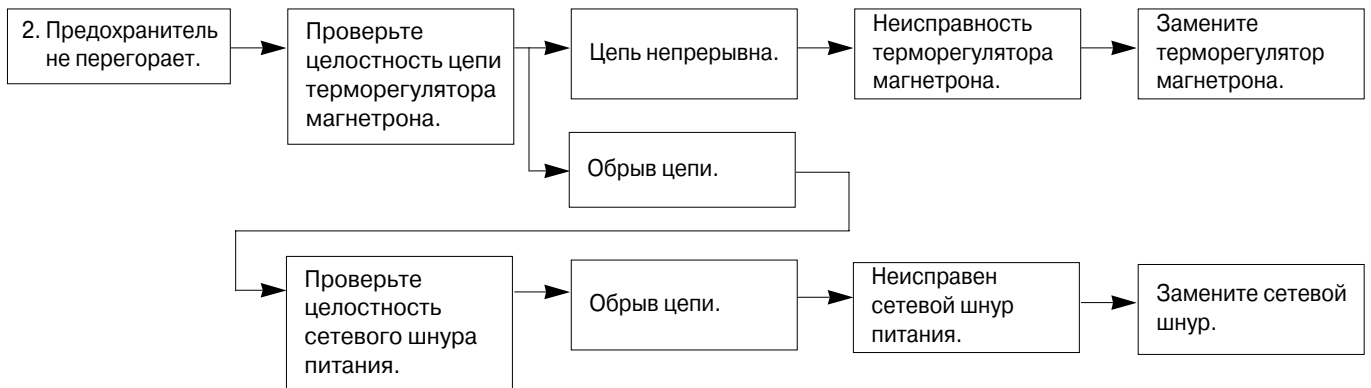 2. Предохранитель
не перегорает.
Проверьте
целостность цепи
терморегулятора
магнетрона.
Цепь непрерывна.
Неисправность
терморегулятора
магнетрона.
Замените
терморегулятор
магнетрона.
Обрыв цепи.
Проверьте
целостность
сетевого шнура
питания.
Обрыв цепи.
Неисправен
сетевой шнур
питания.
Замените сетевой
шнур.